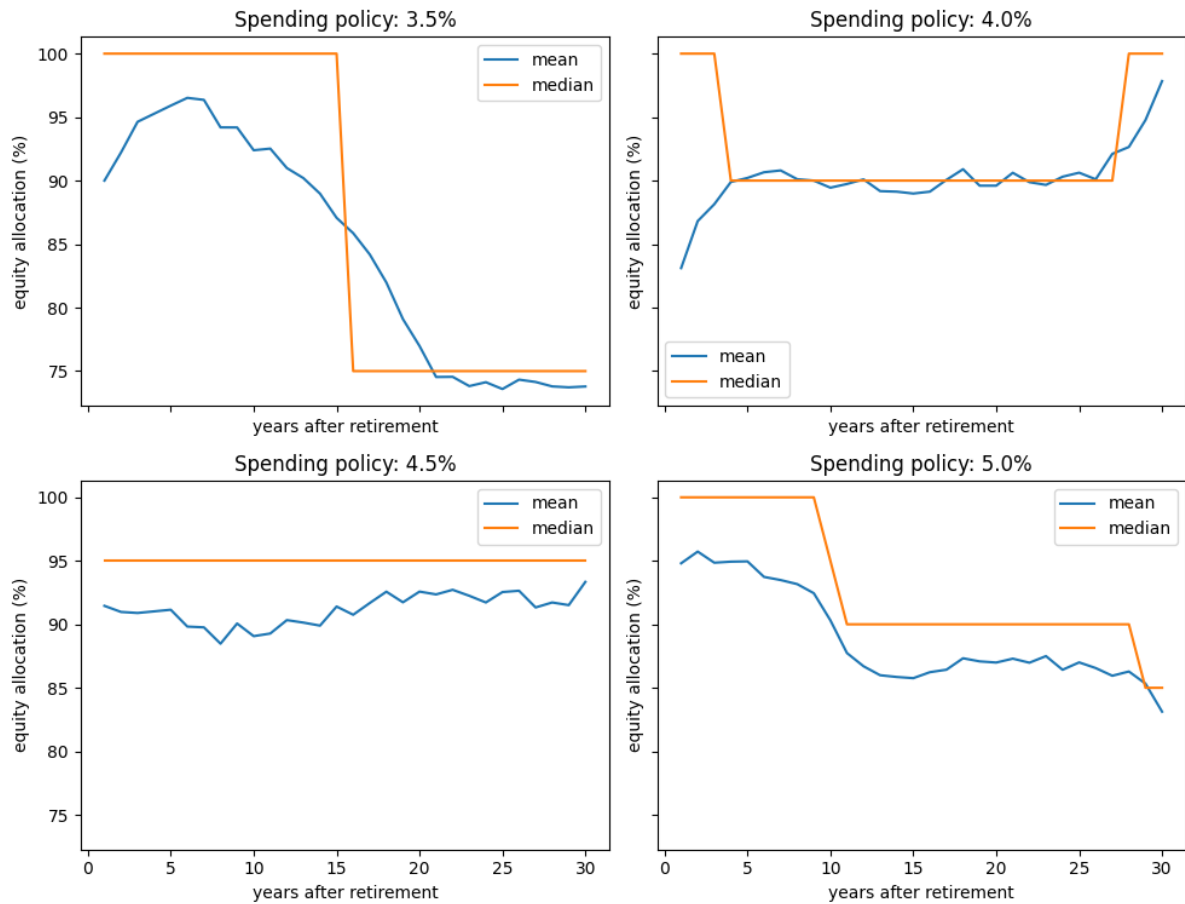 Spending policy: 3.5%
equity allocation (%)
100
95
90
85
80
75
mean
median
years after retirement
Spending policy: 4.0%
equity allocation (%)
mean
median
years after retirement
Spending policy: 4.5%
equity allocation (%)
100
95
90
85
80
75
mean
median
0 5 10 15 20 25 30
years after retirement
Spending policy: 5.0%
equity allocation (%)
mean
median
0 5 10 15 20 25 30
years after retirement